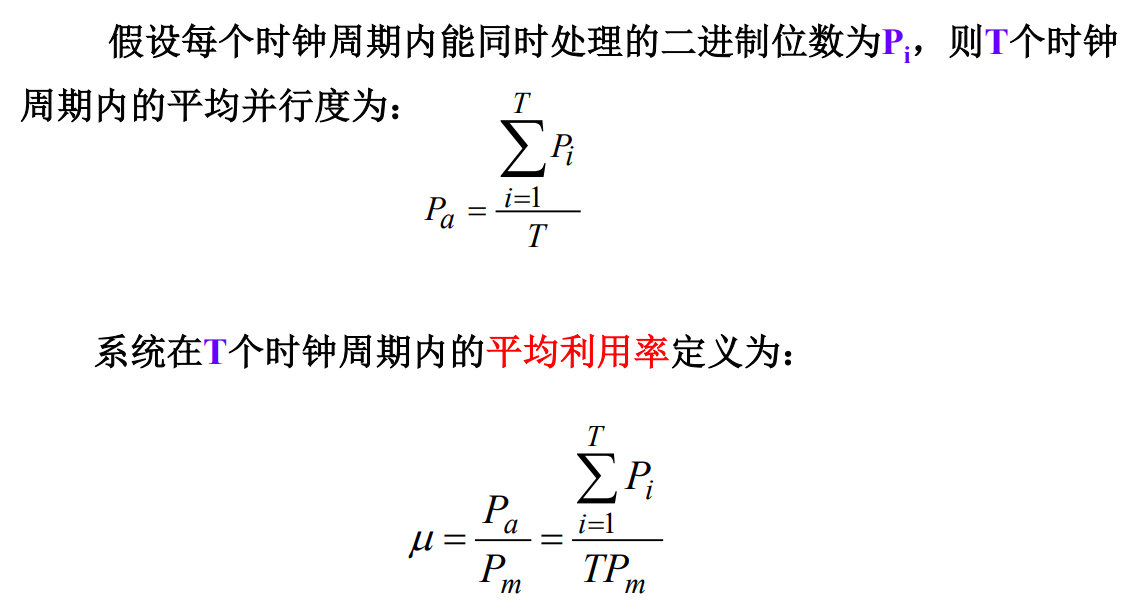 假设每个时钟周期内能同时处理的二进制位数为Pi，则T个时钟
周期内的平均并行度为：
P_a = \frac{\sum_{i=1}^{T} P_i}{T}
系统在T个时钟周期内的平均利用率定义为：
\mu = \frac{P_a}{P_m} = \frac{\sum_{i=1}^{T} P_i}{TP_m}